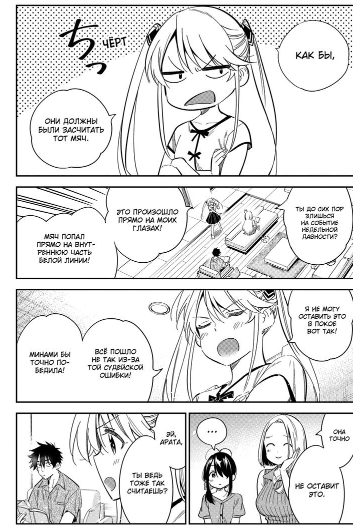 ちっ
ЧЁРТ
КАК БЫ,
ОНИ ДОЛЖНЫ
БЫЛИ ЗАСЧИТАТЬ
ТОТ МЯЧ.
ТЫ ДО СИХ ПОР
ЗЛИШЬСЯ
НА СОБЫТИЕ
НЕДЕЛЬНОЙ
ДАВНОСТИ?
ЭТО ПРОИЗОШЛО
ПРЯМО НА МОИХ
ГЛАЗАХ!
МЯЧ ПОПАЛ
ПРЯМО НА ВНУТ-
РЕННЮЮ ЧАСТЬ
БЕЛОЙ ЛИНИИ!
Я НЕ МОГУ
ОСТАВИТЬ ЭТО
В ПОКОЕ
ВОТ ТАК!
ВСЁ ПОШЛО
НЕ ТАК ИЗ-ЗА
ТОЙ СУДЕЙСКОЙ
ОШИБКИ!
МИНАМИ БЫ
ТОЧНО ПО-
БЕДИЛА!
ОНА
ТОЧНО
НЕ ОСТАВИТ ЭТО.
...
ЭЙ,
АРАТА,
ТЫ ВЕДЬ
ТОЖЕ ТАК
СЧИТАЕШЬ?